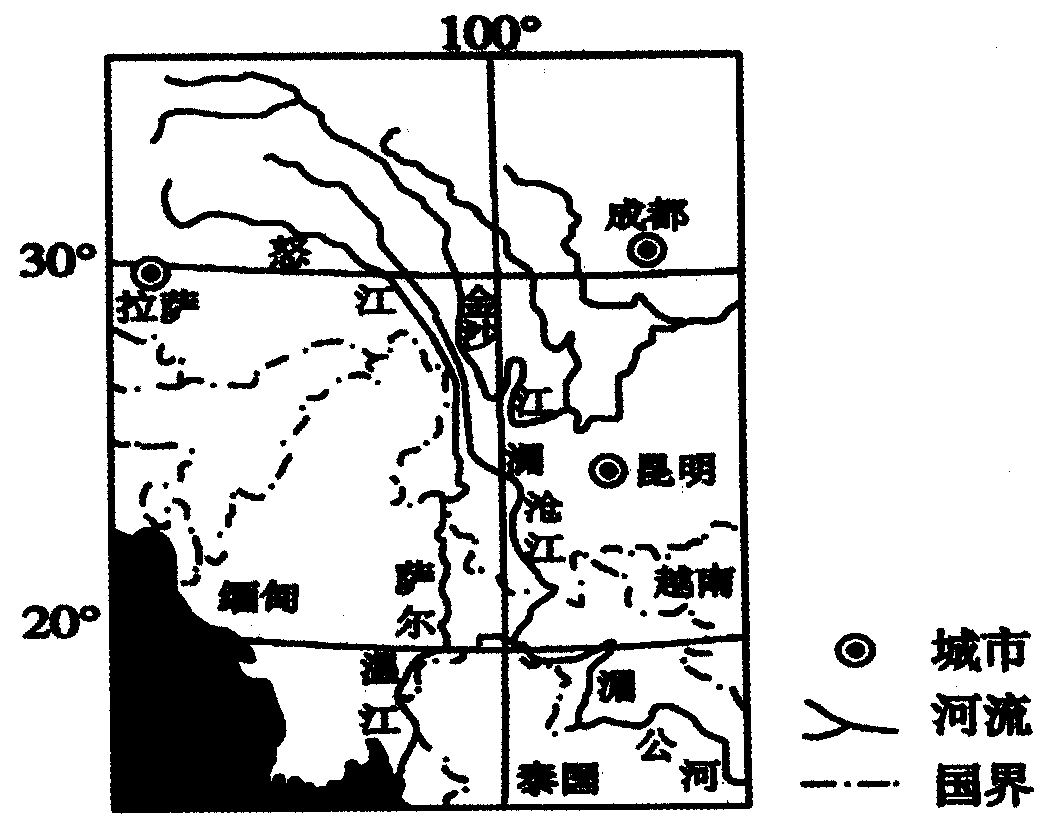 100°
成都
30°
怒
江
拉萨
金沙
江
澜
沧
江
昆明
越南
缅甸
萨
尔
温
江
20°
湄
公
河
泰国
城市
河流
国界